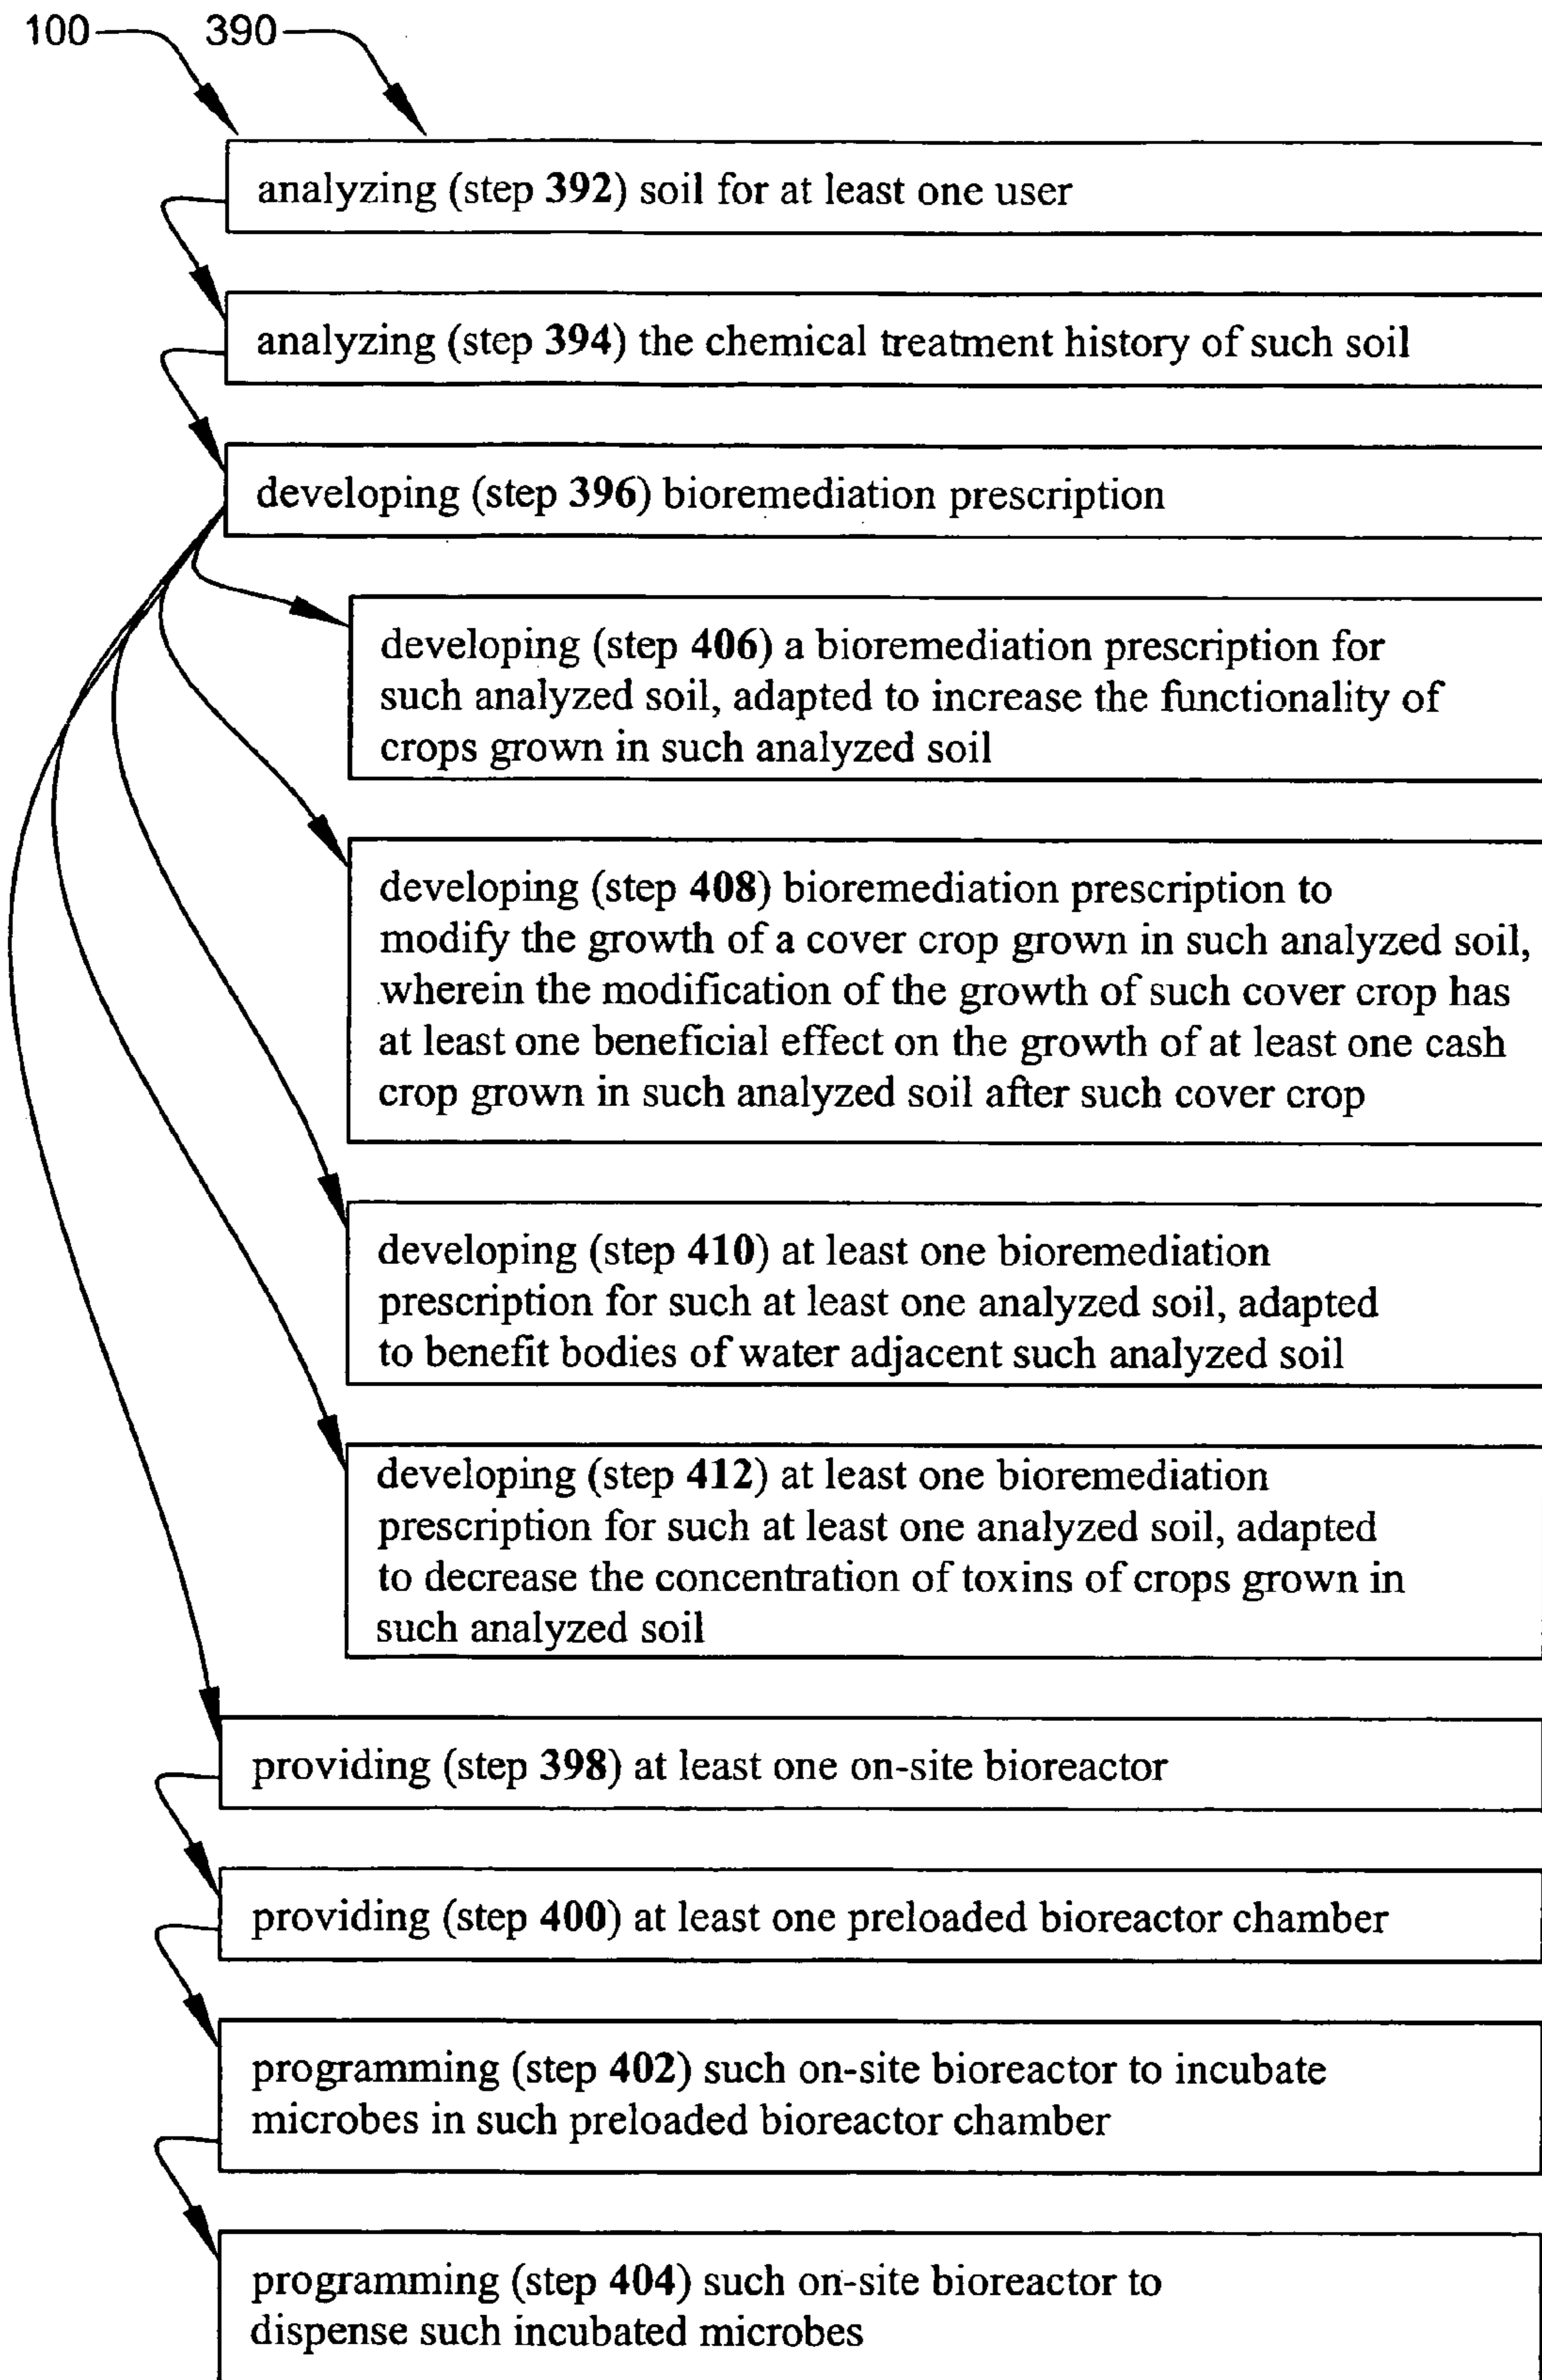 100 390
analyzing (step 392) soil for at least one user
analyzing (step 394) the chemical treatment history of such soil
developing (step 396) bioremediation prescription
developing (step 406) a bioremediation prescription for
such analyzed soil, adapted to increase the functionality of
crops grown in such analyzed soil
developing (step 408) bioremediation prescription to
modify the growth of a cover crop grown in such analyzed soil,
wherein the modification of the growth of such cover crop has
at least one beneficial effect on the growth of at least one cash
crop grown in such analyzed soil after such cover crop
developing (step 410) at least one bioremediation
prescription for such at least one analyzed soil, adapted
to benefit bodies of water adjacent such analyzed soil
developing (step 412) at least one bioremediation
prescription for such at least one analyzed soil, adapted
to decrease the concentration of toxins of crops grown in
such analyzed soil
providing (step 398) at least one on-site bioreactor
providing (step 400) at least one preloaded bioreactor chamber
programming (step 402) such on-site bioreactor to incubate
microbes in such preloaded bioreactor chamber
programming (step 404) such on-site bioreactor to
dispense such incubated microbes